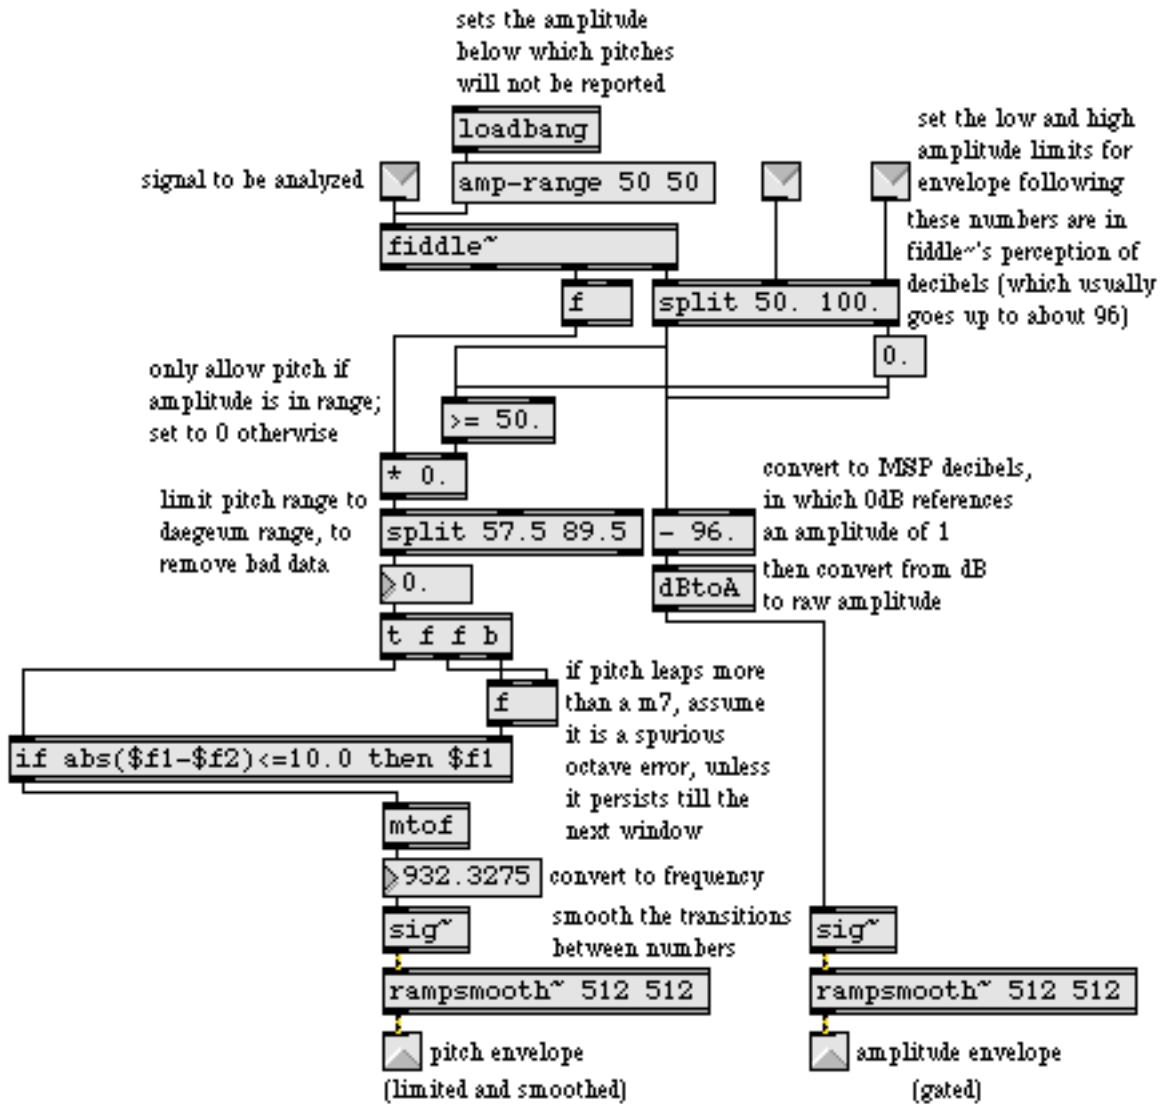 sets the amplitude
below which pitches
will not be reported
loadbang
set the low and high
amplitude limits for
envelope following
signal to be analyzed
amp-range 50 50
these numbers are in
fiddle~'s perception of
decibels (which usually
goes up to about 96)
fiddle~
f
split 50. 100.
0.
only allow pitch if
amplitude is in range;
set to 0 otherwise
>= 50.
* 0.
convert to MSP decibels,
in which 0dB references
an amplitude of 1
limit pitch range to
daegeum range, to
remove bad data
split 57.5 89.5
- 96.
0.
dBtoA
then convert from dB
to raw amplitude
t f f b
if pitch leaps more
than a m7, assume
it is a spurious
octave error, unless
it persists till the
next window
f
if abs($f1-$f2)<=10.0 then $f1
mtof
932.3275
convert to frequency
sig~
smooth the transitions
between numbers
sig~
rampsmooth~ 512 512
rampsmooth~ 512 512
pitch envelope
(limited and smoothed)
amplitude envelope
(gated)